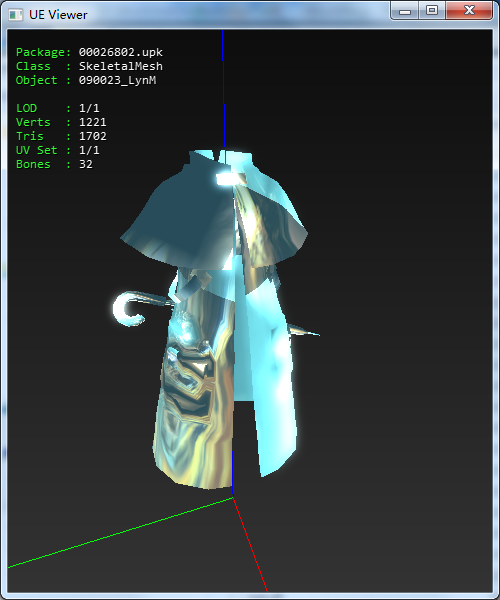 UE Viewer
Package: 00026802.upk
Class : SkeletalMesh
Object : 090023_LynM
LOD : 1/1
Verts : 1221
Tris : 1702
UV Set : 1/1
Bones : 32